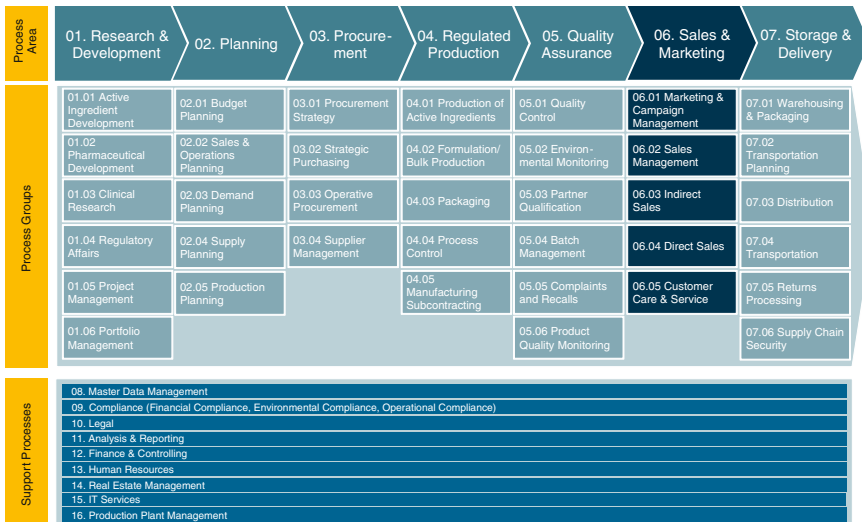 Process
Area
01. Research &
Development
02. Planning
03. Procure-
ment
04. Regulated
Production
05. Quality
Assurance
06. Sales &
Marketing
07. Storage &
Delivery
Process Groups
01.01 Active
Ingredient
Development
01.02
Pharmaceutical
Development
01.03 Clinical
Research
01.04 Regulatory
Affairs
01.05 Project
Management
01.06 Portfolio
Management
02.01 Budget
Planning
02.02 Sales &
Operations
Planning
02.03 Demand
Planning
02.04 Supply
Planning
02.05 Production
Planning
03.01 Procurement
Strategy
03.02 Strategic
Purchasing
03.03 Operative
Procurement
03.04 Supplier
Management
04.01 Production of
Active Ingredients
04.02 Formulation/
Bulk Production
04.03 Packaging
04.04 Process
Control
04.05
Manufacturing
Subcontracting
05.01 Quality
Control
05.02 Environ-
mental Monitoring
05.03 Partner
Qualification
05.04 Batch
Management
05.05 Complaints
and Recalls
05.06 Product
Quality Monitoring
06.01 Marketing &
Campaign
Management
06.02 Sales
Management
06.03 Indirect
Sales
06.04 Direct Sales
06.05 Customer
Care & Service
07.01 Warehousing
& Packaging
07.02
Transportation
Planning
07.03 Distribution
07.04
Transportation
07.05 Returns
Processing
07.06 Supply Chain
Security
Support Processes
08. Master Data Management
09. Compliance (Financial Compliance, Environmental Compliance, Operational Compliance)
10. Legal
11. Analysis & Reporting
12. Finance & Controlling
13. Human Resources
14. Real Estate Management
15. IT Services
16. Production Plant Management